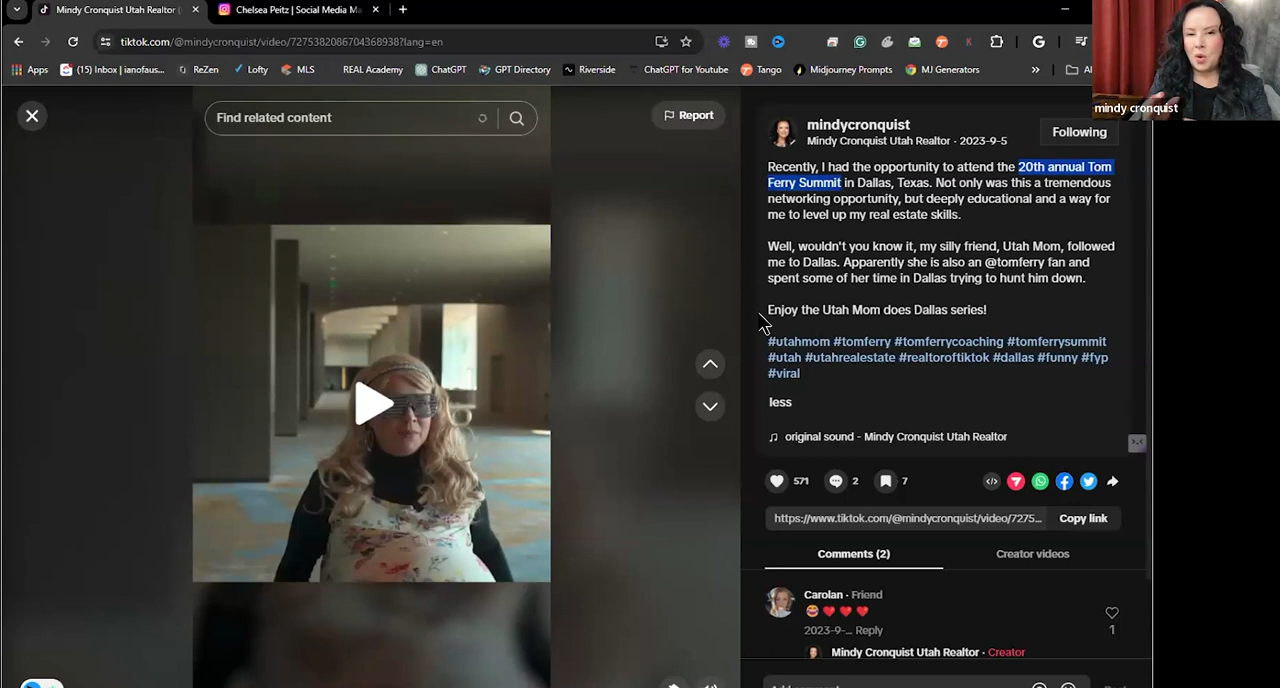 Mindy Cronquist Utah Realtor (
Chelsea Peitz | Social Media M
tiktok.com/@mindycronquist/video/7275382086704368938?lang=en
Apps
(15) Inbox | ianofaus...
ReZen
Lofty
MLS
REAL Academy
ChatGPT
GPT Directory
Riverside
ChatGPT for Youtube
Tango
Midjourney Prompts
MJ Generators
mindy cronquist
Find related content
Report
mindycronquist
Mindy Cronquist Utah Realtor · 2023-9-5
Following
Recently, I had the opportunity to attend the 20th annual Tom
Ferry Summit in Dallas, Texas. Not only was this a tremendous
networking opportunity, but deeply educational and a way for
me to level up my real estate skills.
Well, wouldn't you know it, my silly friend, Utah Mom, followed
me to Dallas. Apparently she is also an @tomferry fan and
spent some of her time in Dallas trying to hunt him down.
Enjoy the Utah Mom does Dallas series!
#utahmom #tomferry #tomferrycoaching #tomferrysummit
#utah #utahrealestate #realtoroftiktok #dallas #funny #fyp
#viral
less
original sound - Mindy Cronquist Utah Realtor
571
2
7
https://www.tiktok.com/@mindycronquist/video/7275...
Copy link
Comments (2)
Creator videos
Carolan · Friend
2023-9-... Reply
1
Mindy Cronquist Utah Realtor · Creator